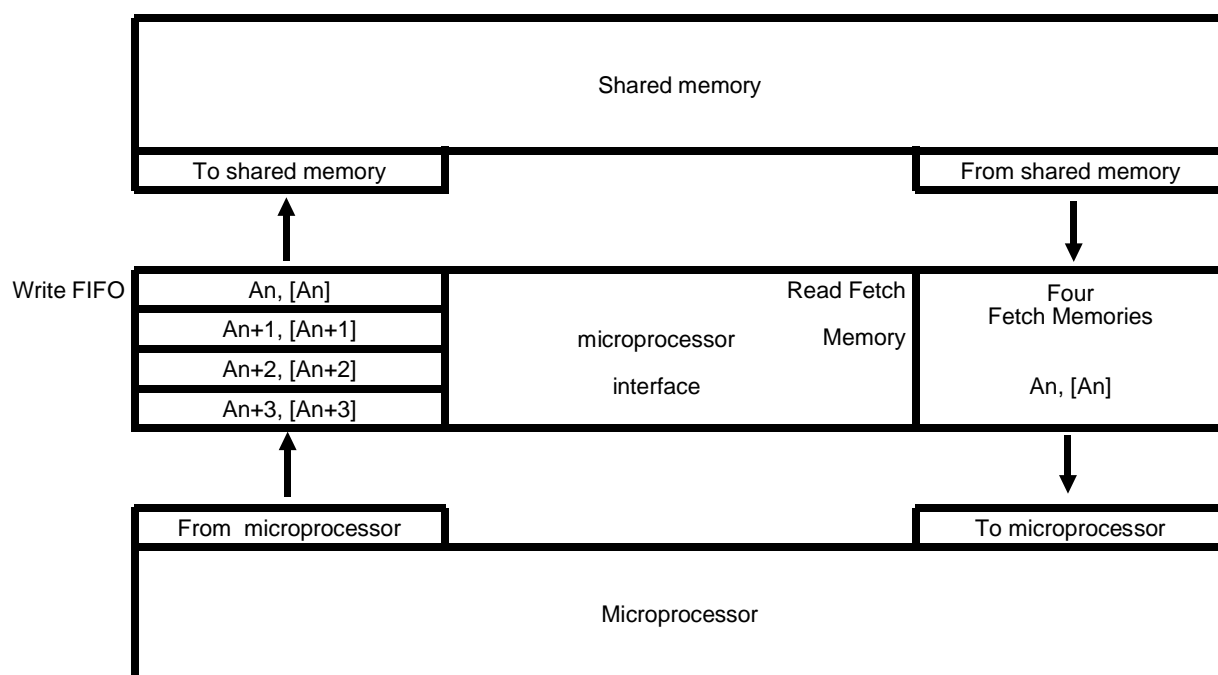 Shared memory
To shared memory
From shared memory
Write FIFO
An, [An]
An+1, [An+1]
An+2, [An+2]
An+3, [An+3]
microprocessor
interface
Read Fetch
Memory
Four
Fetch Memories
An, [An]
From microprocessor
To microprocessor
Microprocessor